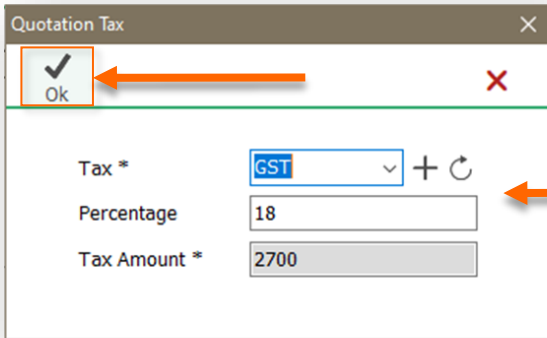 Quotation Tax
Ok
Tax * GST
Percentage 18
Tax Amount * 2700